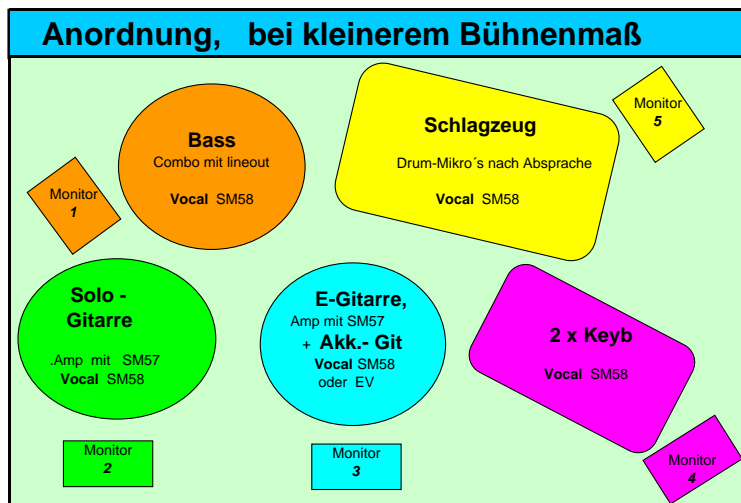 Anordnung, bei kleinerem Bühnenmaß
Bass
Combo mit lineout
Vocal SM58
Schlagzeug
Drum-Mikro´s nach Absprache
Vocal SM58
Monitor
5
Monitor
1
Solo -
Gitarre
.Amp mit SM57
Vocal SM58
E-Gitarre,
Amp mit SM57
+ Akk.- Git
Vocal SM58
oder EV
2 x Keyb
Vocal SM58
Monitor
2
Monitor
3
Monitor
4